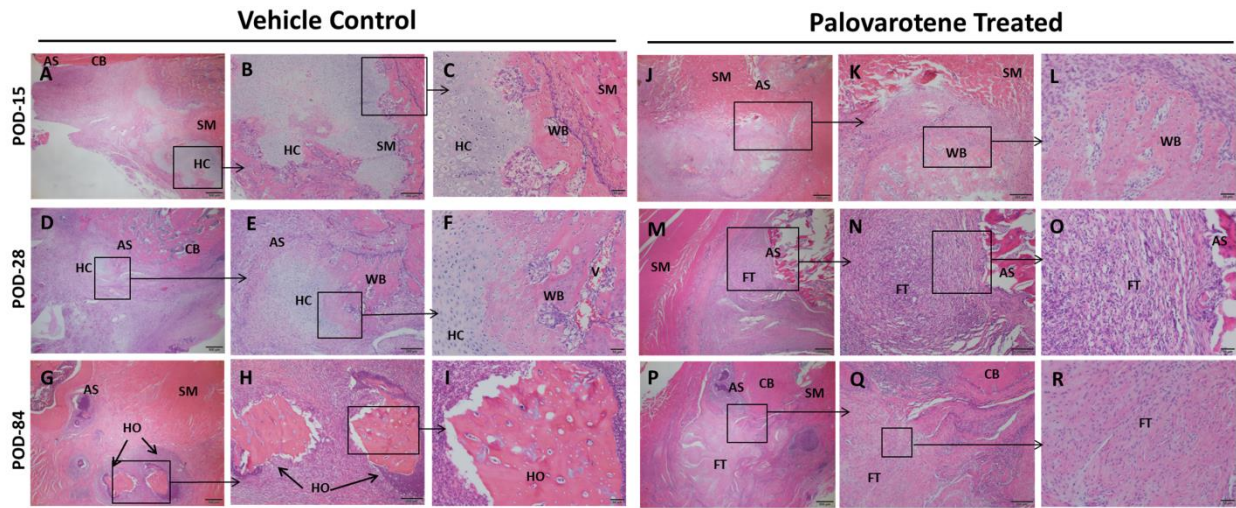 Vehicle Control
Palovarotene Treated
POD-15
A AS CB SM HC
B HC SM
C SM WB HC
J SM AS
K SM WB
L WB
POD-28
D AS HC CB
E AS WB HC
F V WB HC
M SM AS FT
N FT AS
O AS FT
POD-84
G AS SM HO
H HO
I HO
P AS CB SM FT
Q CB FT
R FT